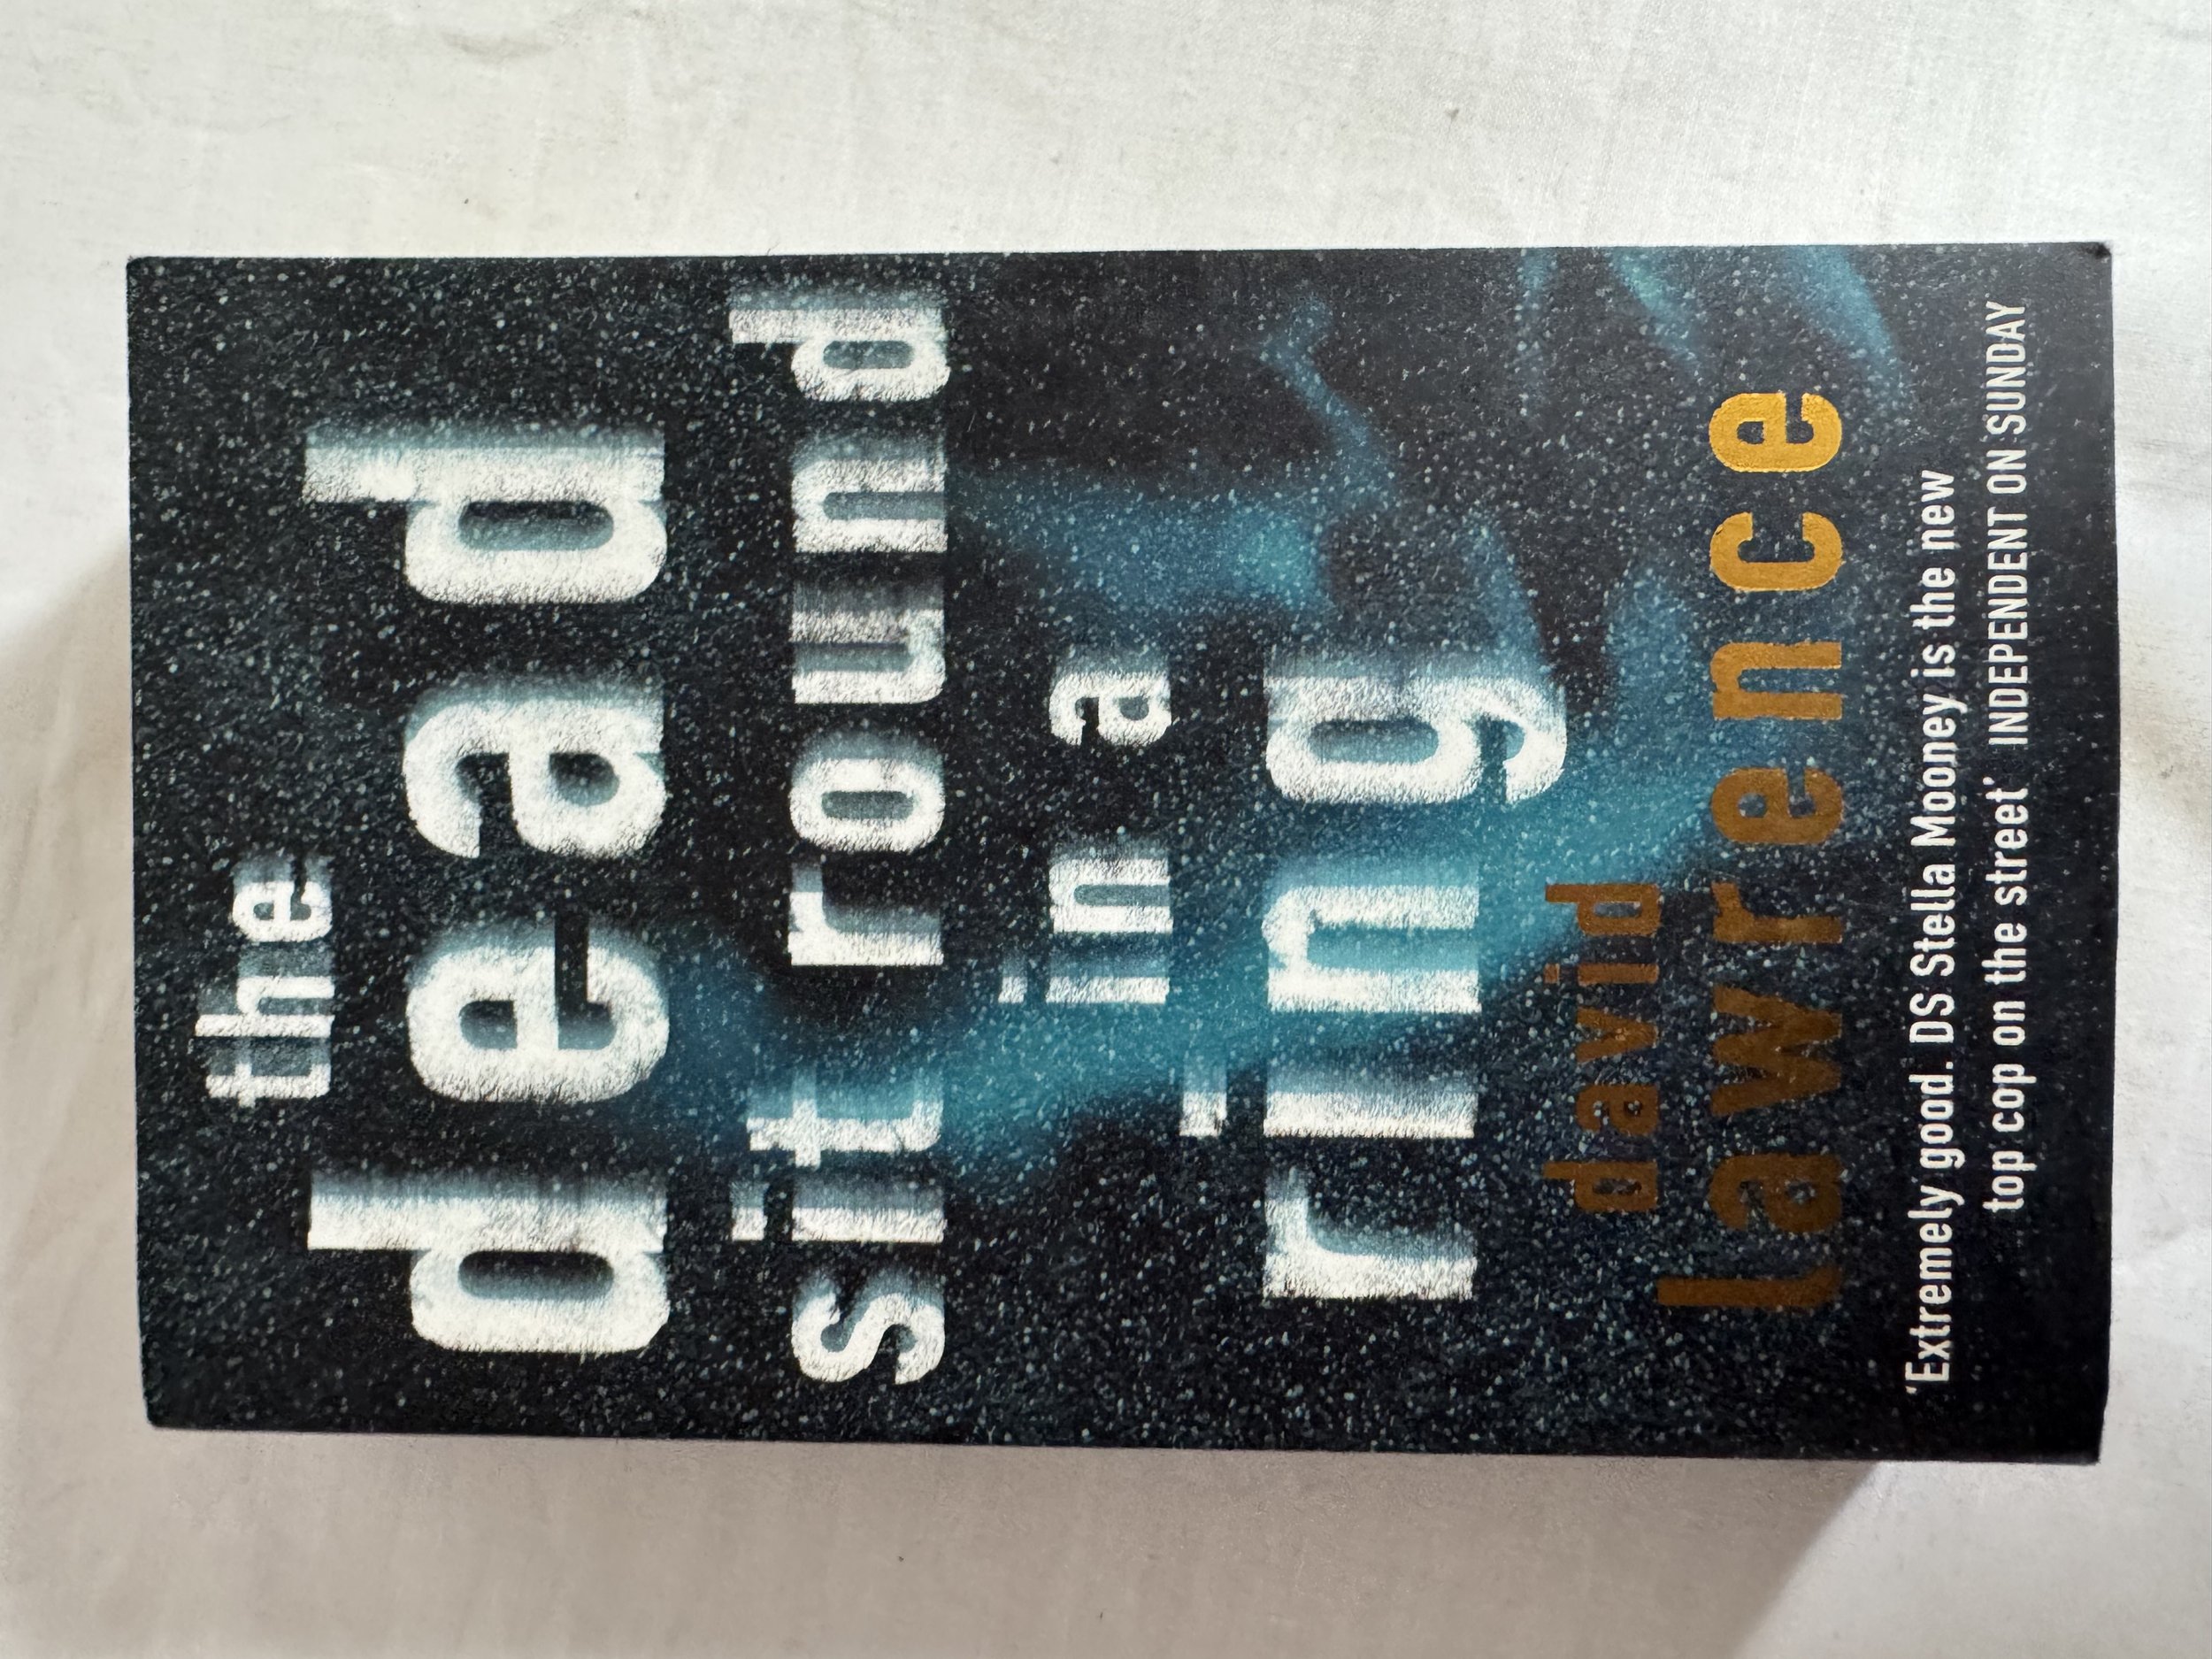 the
dead
sit round
in a
ring
david
lawrence
‘Extremely good. DS Stella Mooney is the new
top cop on the street’ INDEPENDENT ON SUNDAY